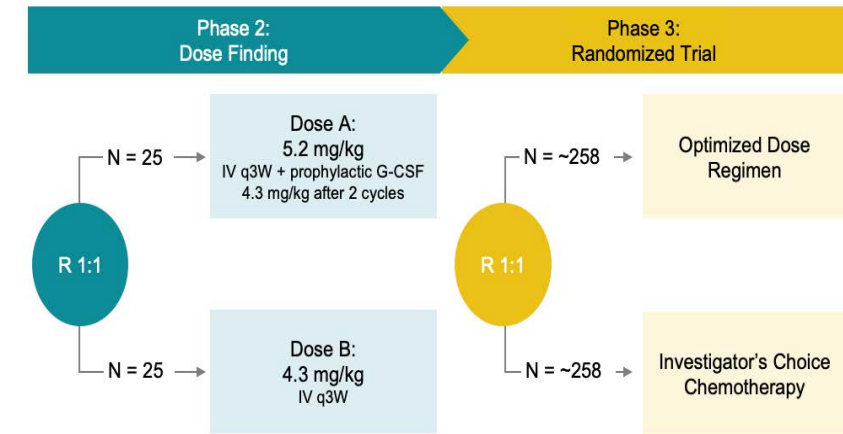 Phase 2:
Dose Finding
Phase 3:
Randomized Trial
R 1:1
N = 25
Dose A:
5.2 mg/kg
IV q3W + prophylactic G-CSF
4.3 mg/kg after 2 cycles
N = 25
Dose B:
4.3 mg/kg
IV q3W
R 1:1
N = ~258
Optimized Dose
Regimen
N = ~258
Investigator's Choice
Chemotherapy